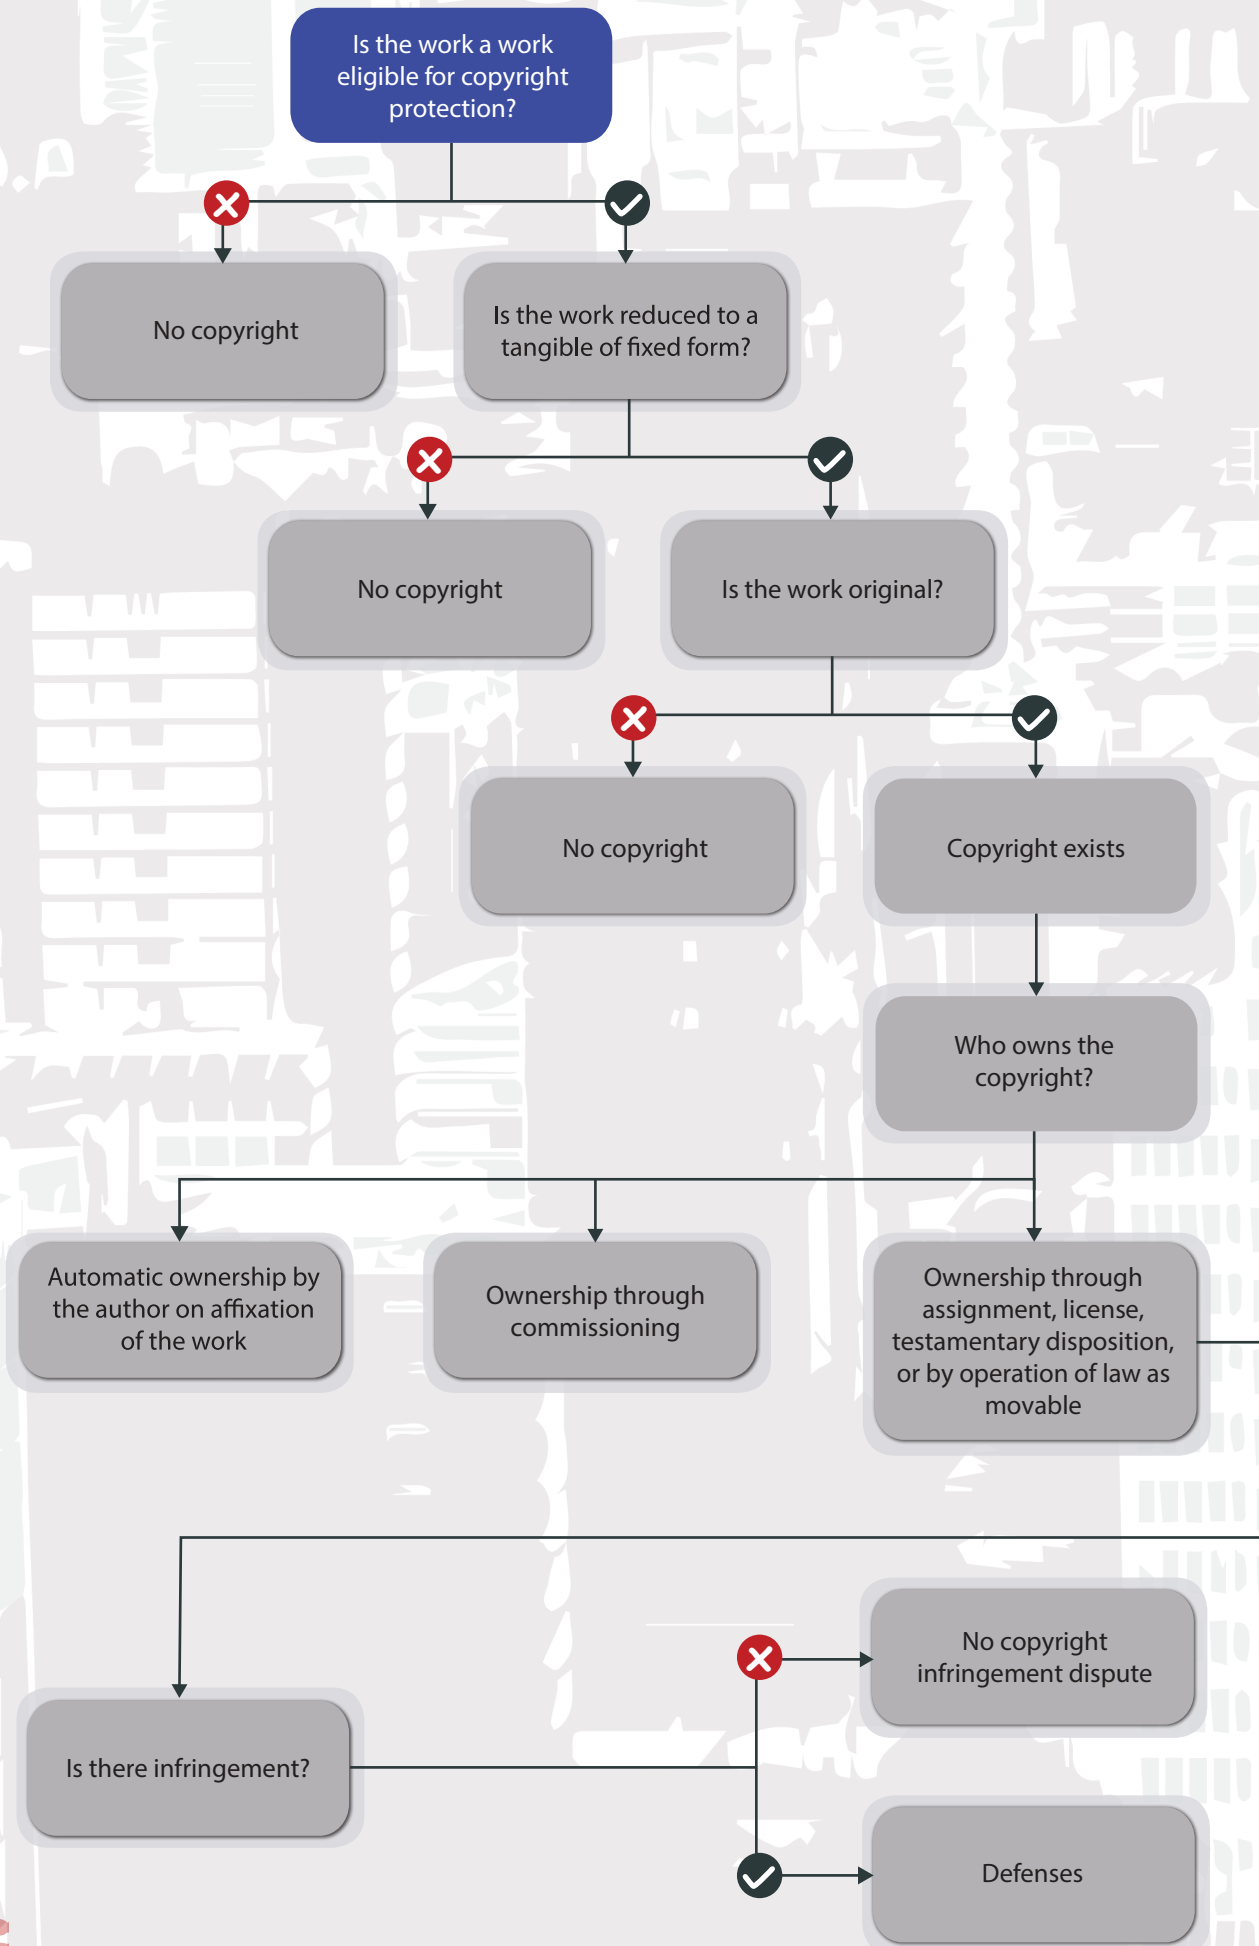 Is the work a work
eligible for copyright
protection?
No copyright
Is the work reduced to a
tangible of fixed form?
No copyright
Is the work original?
No copyright
Copyright exists
Who owns the
copyright?
Automatic ownership by
the author on affixation
of the work
Ownership through
commissioning
Ownership through
assignment, license,
testamentary disposition,
or by operation of law as
movable
No copyright
infringement dispute
Is there infringement?
Defenses